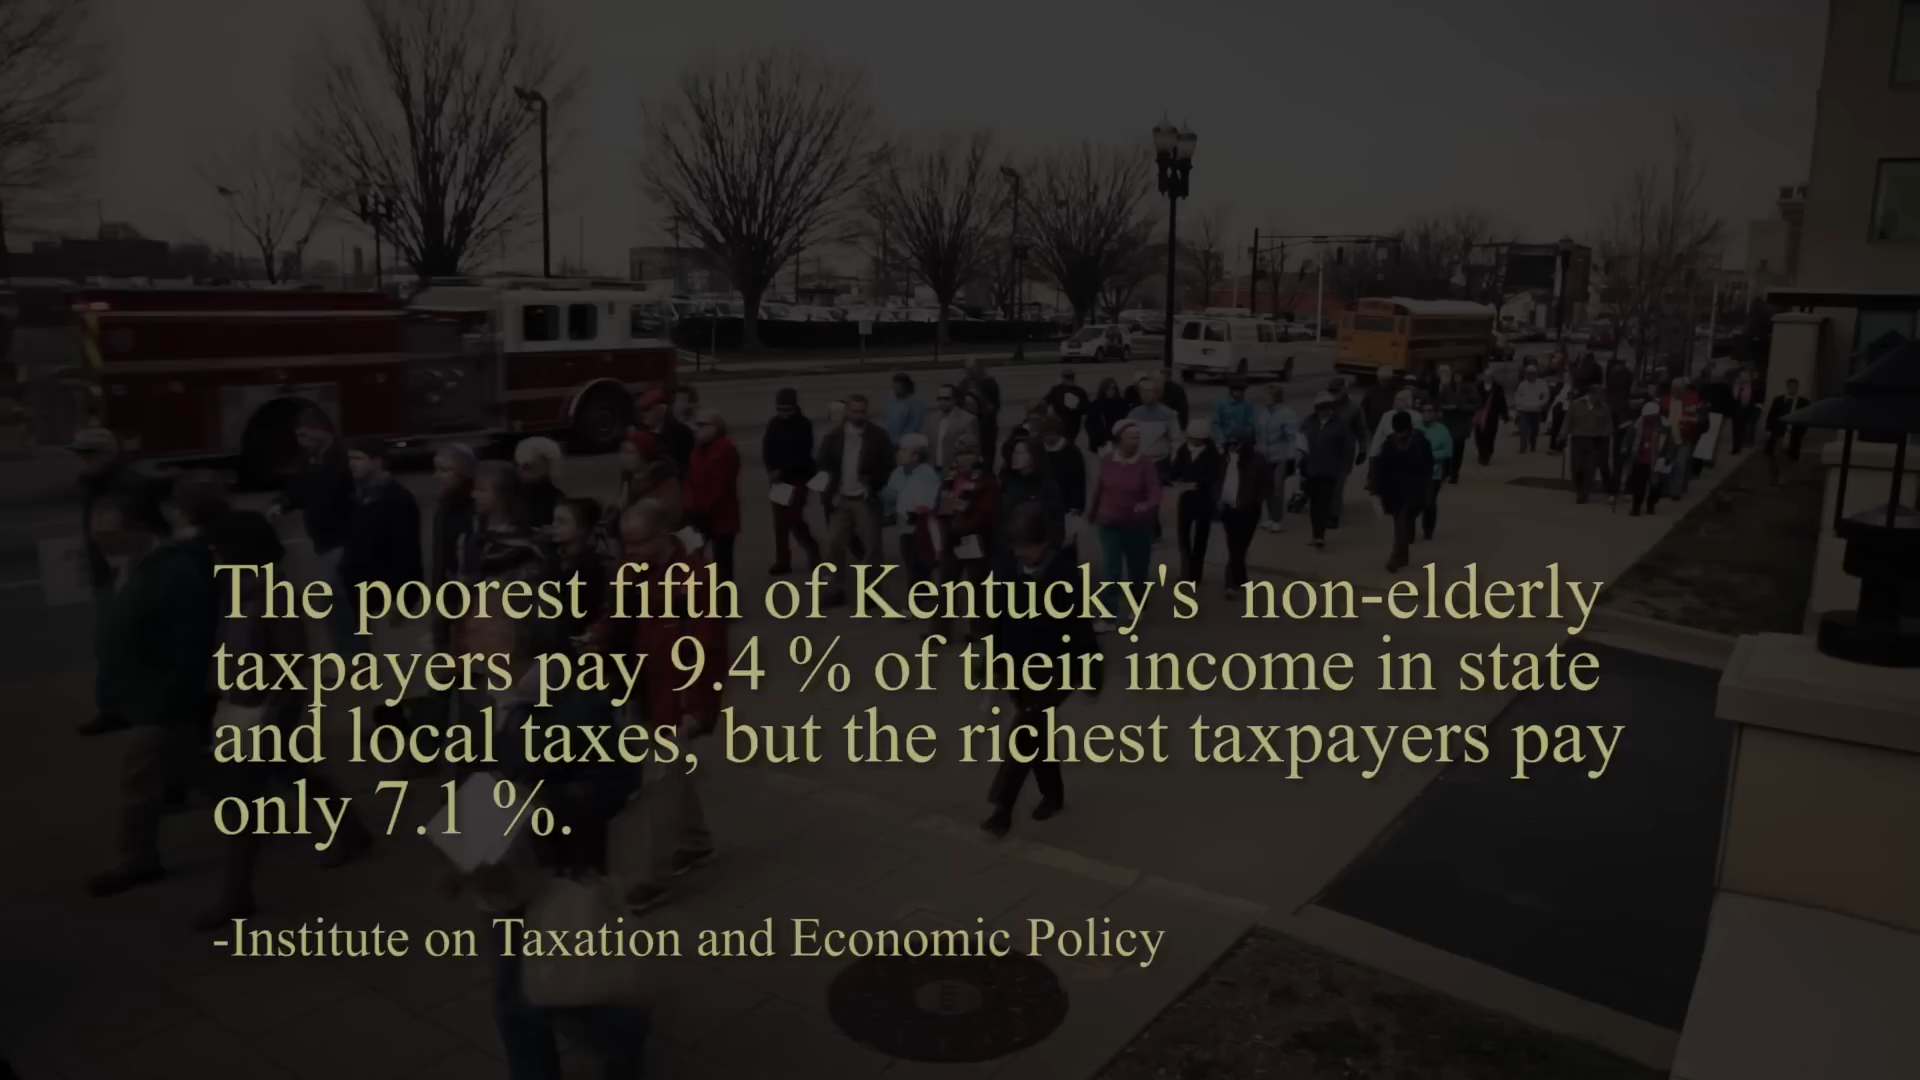 The poorest fifth of Kentucky's  non-elderly
taxpayers pay 9.4 % of their income in state
and local taxes, but the richest taxpayers pay
only 7.1 %.
-Institute on Taxation and Economic Policy